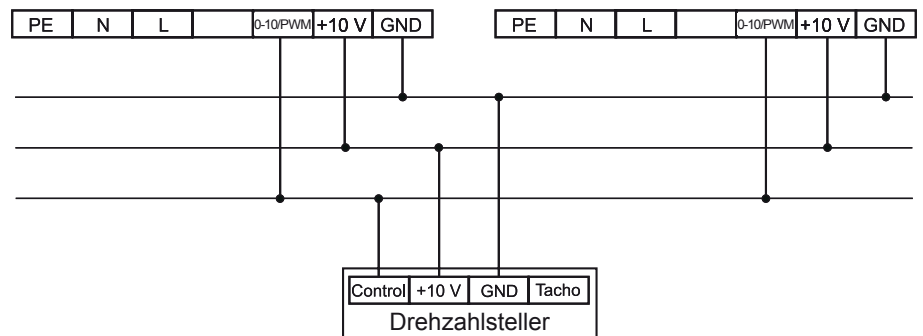 PE N L 0-10/PWM +10 V GND PE N L 0-10/PWM +10 V GND
Control +10 V GND Tacho
Drehzahlsteller